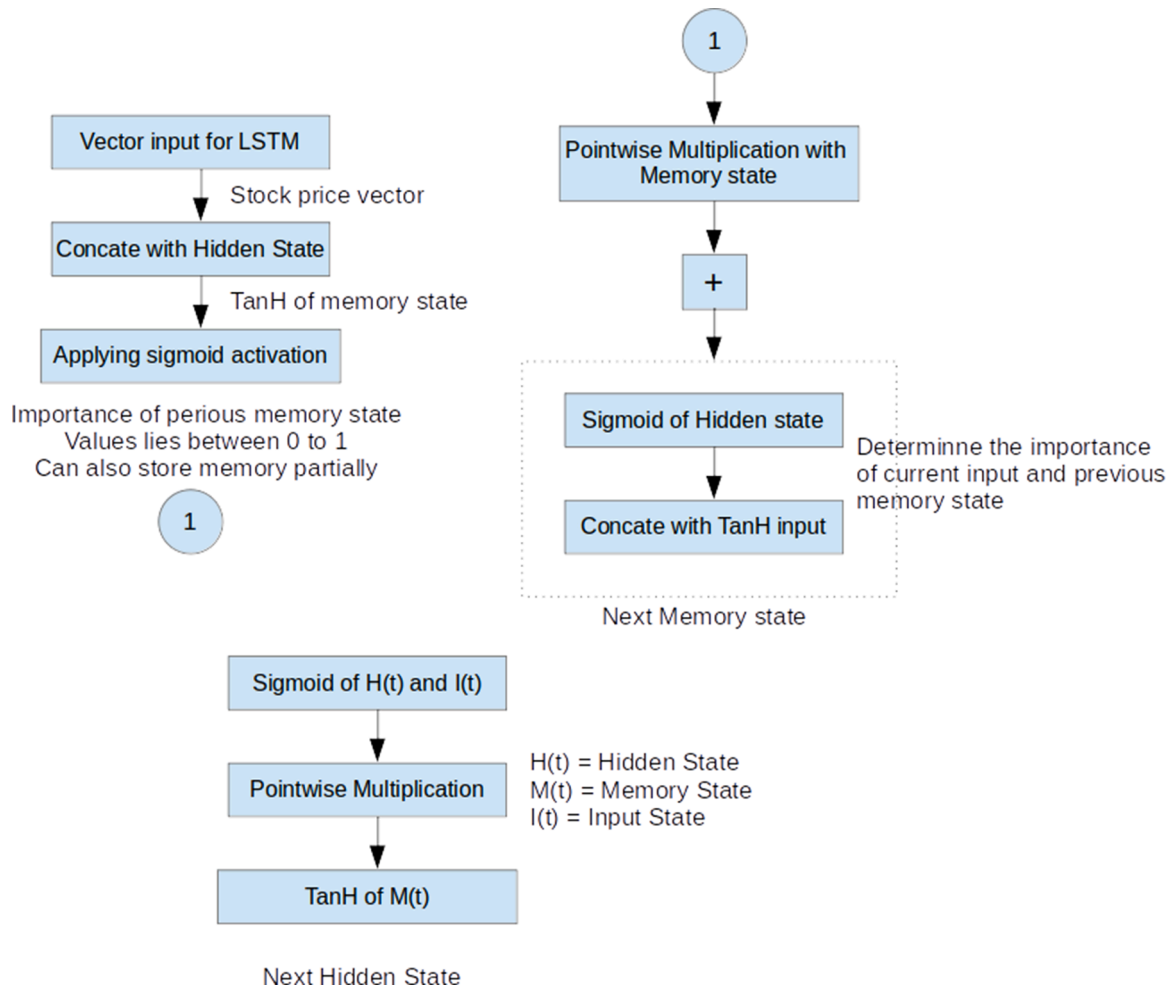 Vector input for LSTM
Stock price vector
Concate with Hidden State
TanH of memory state
Applying sigmoid activation
Importance of perious memory state
Values lies between 0 to 1
Can also store memory partially
1
1
Pointwise Multiplication with
Memory state
+
Sigmoid of Hidden state
Concate with TanH input
Determinne the importance
of current input and previous
memory state
Next Memory state
Sigmoid of H(t) and I(t)
Pointwise Multiplication
TanH of M(t)
H(t) = Hidden State
M(t) = Memory State
I(t) = Input State
Next Hidden State